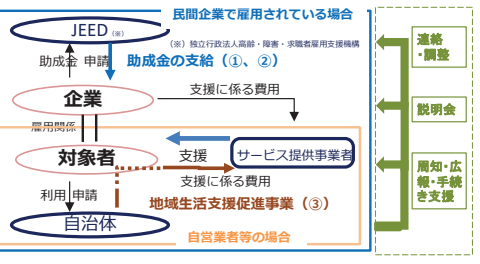 民間企業で雇用されている場合
JEED（※）
（※）独立行政法人高齢・障害・求職者雇用支援機構
助成金 申請
助成金の支給（①、②）
企業
支援に係る費用
雇用関係
対象者
支援
サービス提供事業者
支援に係る費用
利用 申請
地域生活支援促進事業（③）
自治体
自営業者等の場合
連絡
・調整
説明会
周知・広
報・手続
き支援